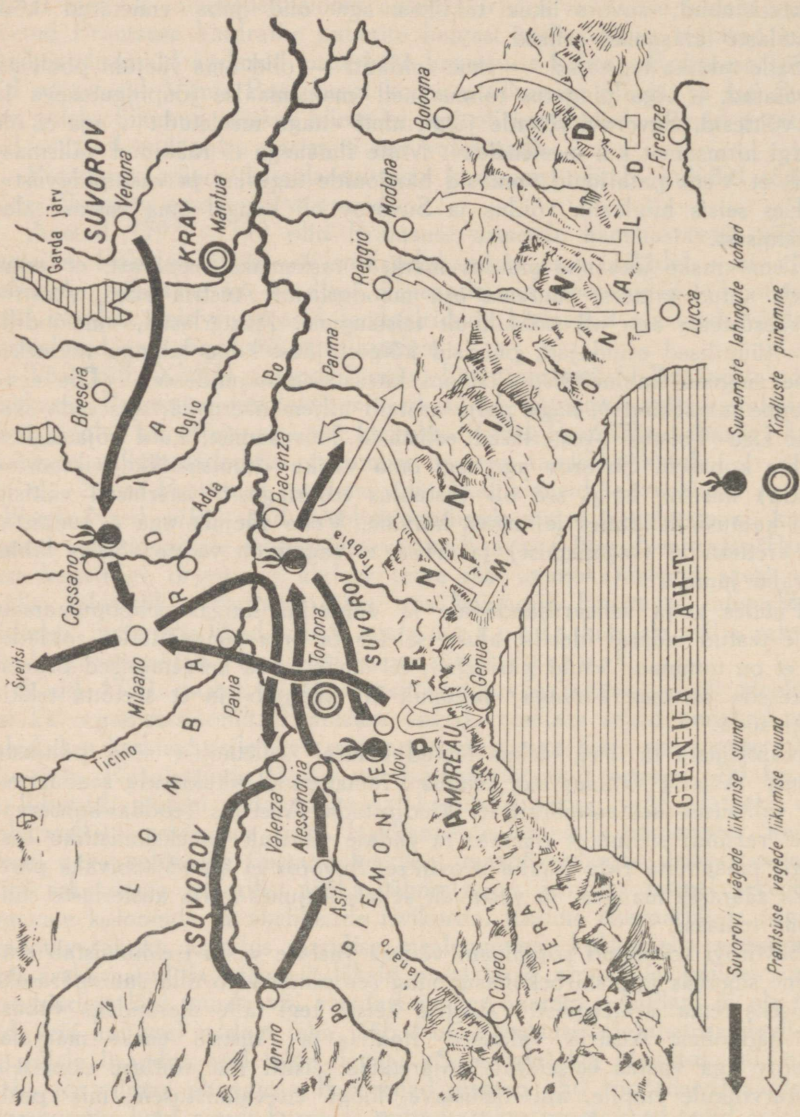 Šveitsi
Garda järv
Cassano
Brescia
SUVOROV
Verona
Milaano
LOMBARDIA
Ticino
Oglio
Adda
KRAY
Mantua
SUVOROV
Pavia
Torino
Po
Valenza
Piacenza
Alessandria
Tortona
Parma
Asti
Po
Reggio
Trebbia
SUVOROV
Modena
PIEMONTE
Novi
Bologna
Tanaro
APENNINID
MOREAU
Genua
Cuneo
MACDONALD
RIVIERA
Firenze
Lucca
GENUA LAHT
Suvorovi vägede liikumise suund
Suuremate lahingute kohad
Prantsuse vägede liikumise suund
Kindluste piiramine